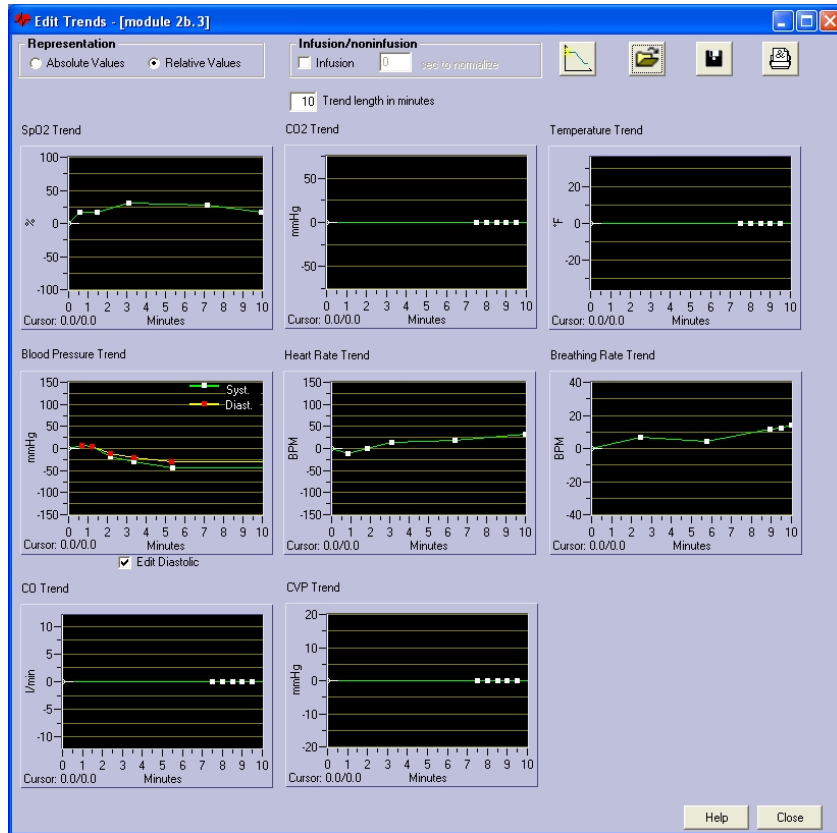 Edit Trends - [module 2b.3]
Representation
Absolute Values
Relative Values
Infusion/noninfusion
Infusion
0
sec to normalize
10 Trend length in minutes
SpO2 Trend
100
50
0
-50
-100
%
0 1 2 3 4 5 6 7 8 9 10
Cursor: 0.0/0.0 Minutes
CO2 Trend
50
0
-50
mmHg
0 1 2 3 4 5 6 7 8 9 10
Cursor: 0.0/0.0 Minutes
Temperature Trend
20
0
-20
°F
0 1 2 3 4 5 6 7 8 9 10
Cursor: 0.0/0.0 Minutes
Blood Pressure Trend
150
100
50
0
-50
-100
-150
mmHg
Syst.
Diast.
0 1 2 3 4 5 6 7 8 9 10
Cursor: 0.0/0.0 Minutes
Edit Diastolic
Heart Rate Trend
150
100
50
0
-50
-100
-150
BPM
0 1 2 3 4 5 6 7 8 9 10
Cursor: 0.0/0.0 Minutes
Breathing Rate Trend
40
20
0
-20
-40
BPM
0 1 2 3 4 5 6 7 8 9 10
Cursor: 0.0/0.0 Minutes
CO Trend
10
5
0
-5
-10
l/min
0 1 2 3 4 5 6 7 8 9 10
Cursor: 0.0/0.0 Minutes
CVP Trend
20
10
0
-10
-20
mmHg
0 1 2 3 4 5 6 7 8 9 10
Cursor: 0.0/0.0 Minutes
Help
Close